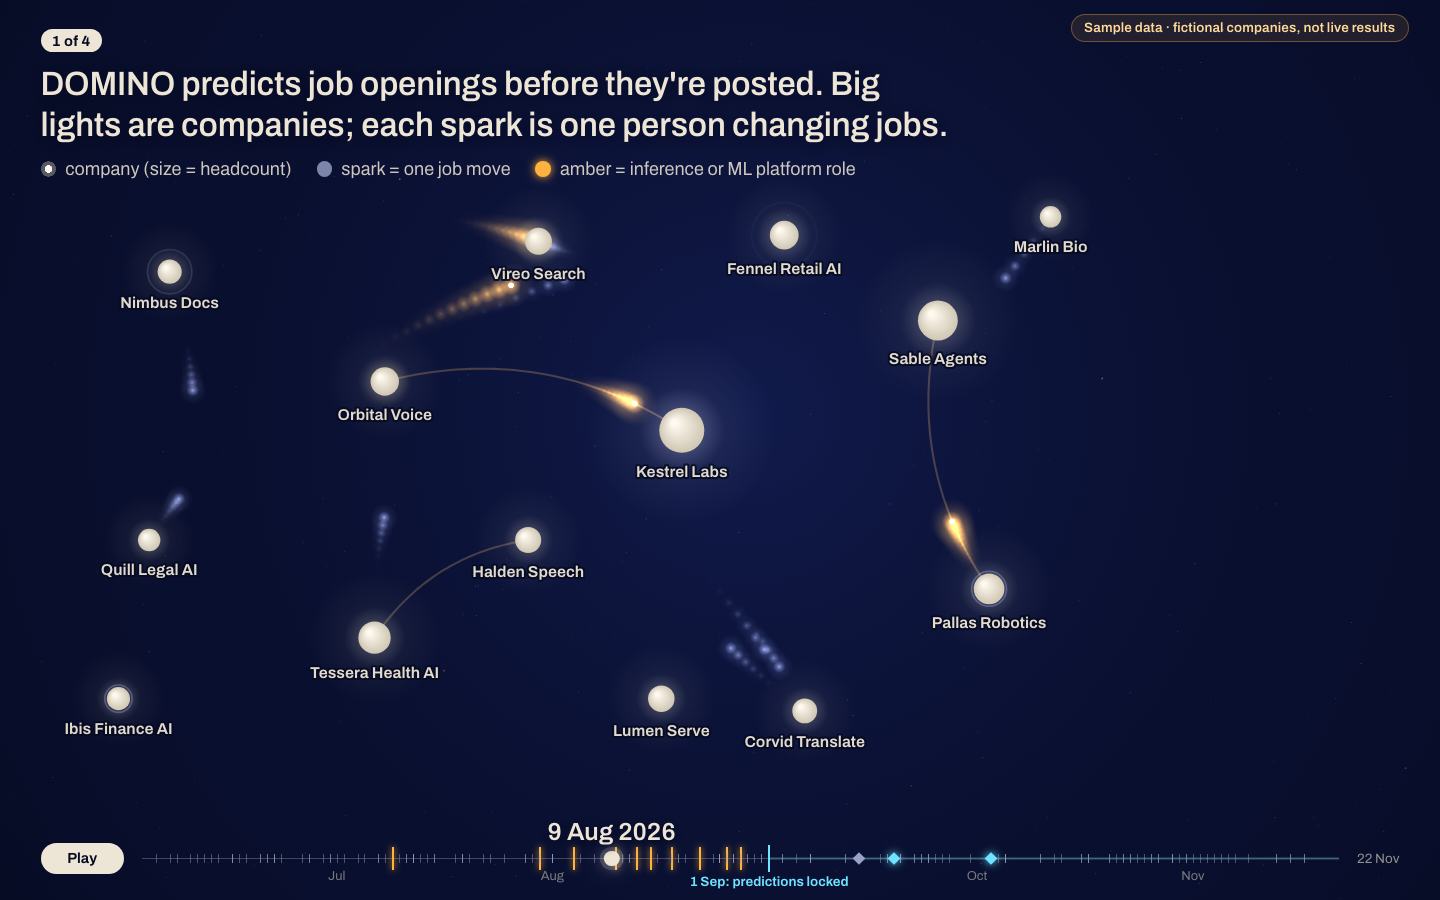 1 of 4
Sample data · fictional companies, not live results
DOMINO predicts job openings before they're posted. Big
lights are companies; each spark is one person changing jobs.
company (size = headcount)
spark = one job move
amber = inference or ML platform role
Marlin Bio
Vireo Search
Fennel Retail AI
Nimbus Docs
Sable Agents
Orbital Voice
Kestrel Labs
Quill Legal AI
Halden Speech
Pallas Robotics
Tessera Health AI
Ibis Finance AI
Lumen Serve
Corvid Translate
9 Aug 2026
Play
22 Nov
Jul
Aug
1 Sep: predictions locked
Oct
Nov